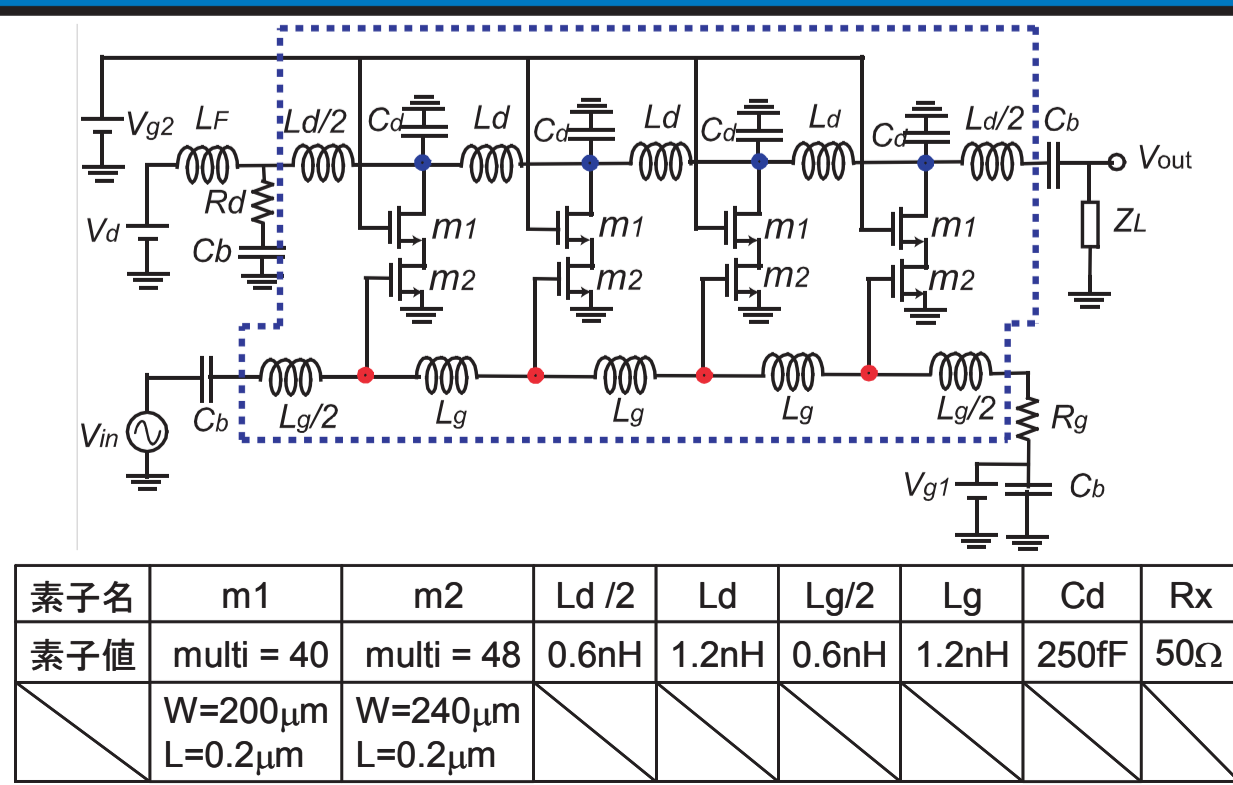 Vg2 LF Ld/2 Cd Ld Cd Ld Cd Ld Cd Ld/2 Cb
Vout
Rd
Vd
Cb
m1 m1 m1 m1
ZL
m2 m2 m2 m2
Vin
Cb
Lg/2 Lg Lg Lg Lg/2
Rg
Vg1
Cb
素子名 m1 m2 Ld /2 Ld Lg/2 Lg Cd Rx
素子値 multi = 40 multi = 48 0.6nH 1.2nH 0.6nH 1.2nH 250fF 50Ω
W=200μm W=240μm
L=0.2μm L=0.2μm